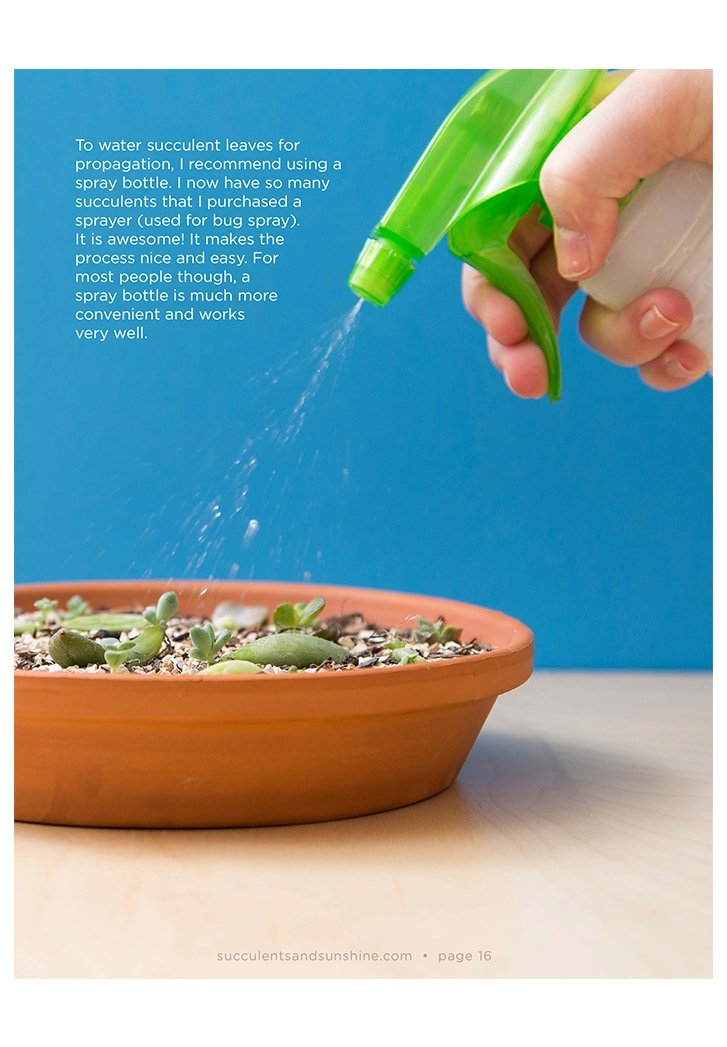 To water succulent leaves for
propagation, I recommend using a
spray bottle. I now have so many
succulents that I purchased a
sprayer (used for bug spray).
It is awesome! It makes the
process nice and easy. For
most people though, a
spray bottle is much more
convenient and works
very well.
succulentsandsunshine.com • page 16